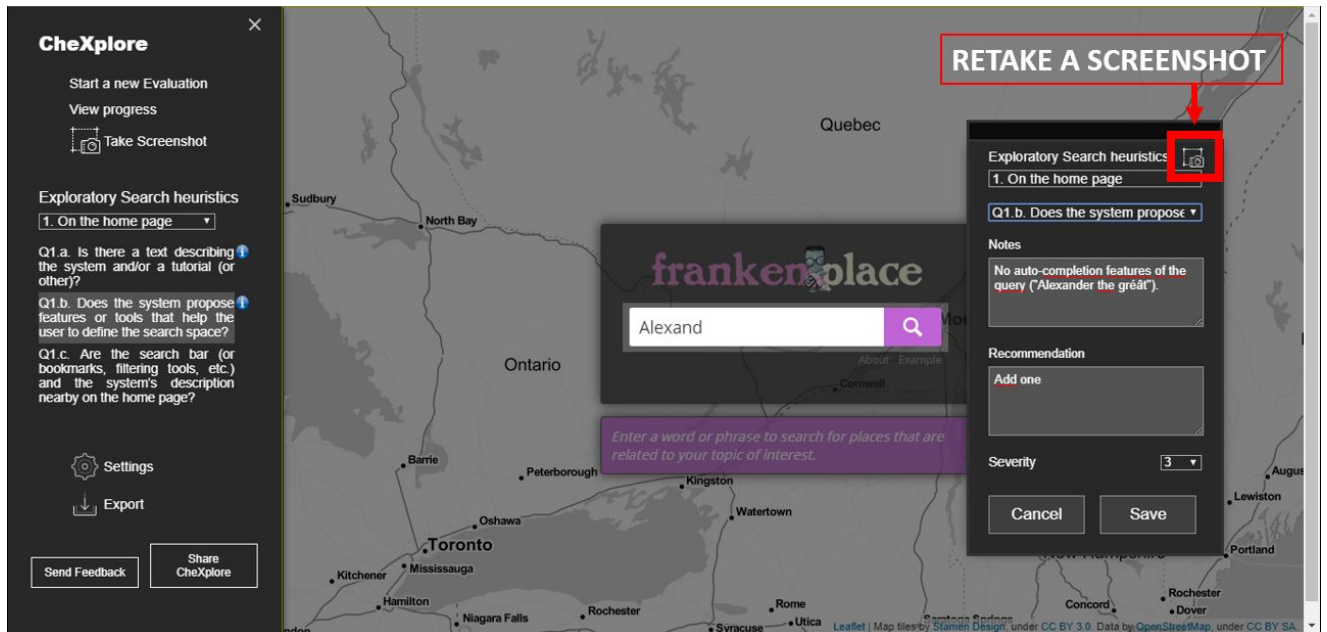 CheXplore
Start a new Evaluation
View progress
Take Screenshot
Exploratory Search heuristics
1. On the home page
Q1.a. Is there a text describing
the system and/or a tutorial (or
other)?
Q1.b. Does the system propose
features or tools that help the
user to define the search space?
Q1.c. Are the search bar (or
bookmarks, filtering tools, etc.)
and the system's description
nearby on the home page?
Settings
Export
Send Feedback
Share
CheXplore
RETAKE A SCREENSHOT
Quebec
Sudbury
North Bay
Ontario
frankenplace
Alexand
About Example
Cornwall
Enter a word or phrase to search for places that are
related to your topic of interest.
Barrie
Peterborough
Kingston
Watertown
Oshawa
Toronto
Mississauga
Kitchener
Hamilton
Niagara Falls
Rochester
Rome
Utica
Syracuse
Saratoga Springs
Concord
Rochester
Dover
Portland
Lewiston
Augus
New Hampshire
Exploratory Search heuristics
1. On the home page
Q1.b. Does the system propose
Notes
No auto-completion features of the
query ("Alexander the gréât").
Recommendation
Add one
Severity
3
Cancel
Save
Leaflet | Map tiles by Stamen Design, under CC BY 3.0. Data by OpenStreetMap, under CC BY SA.